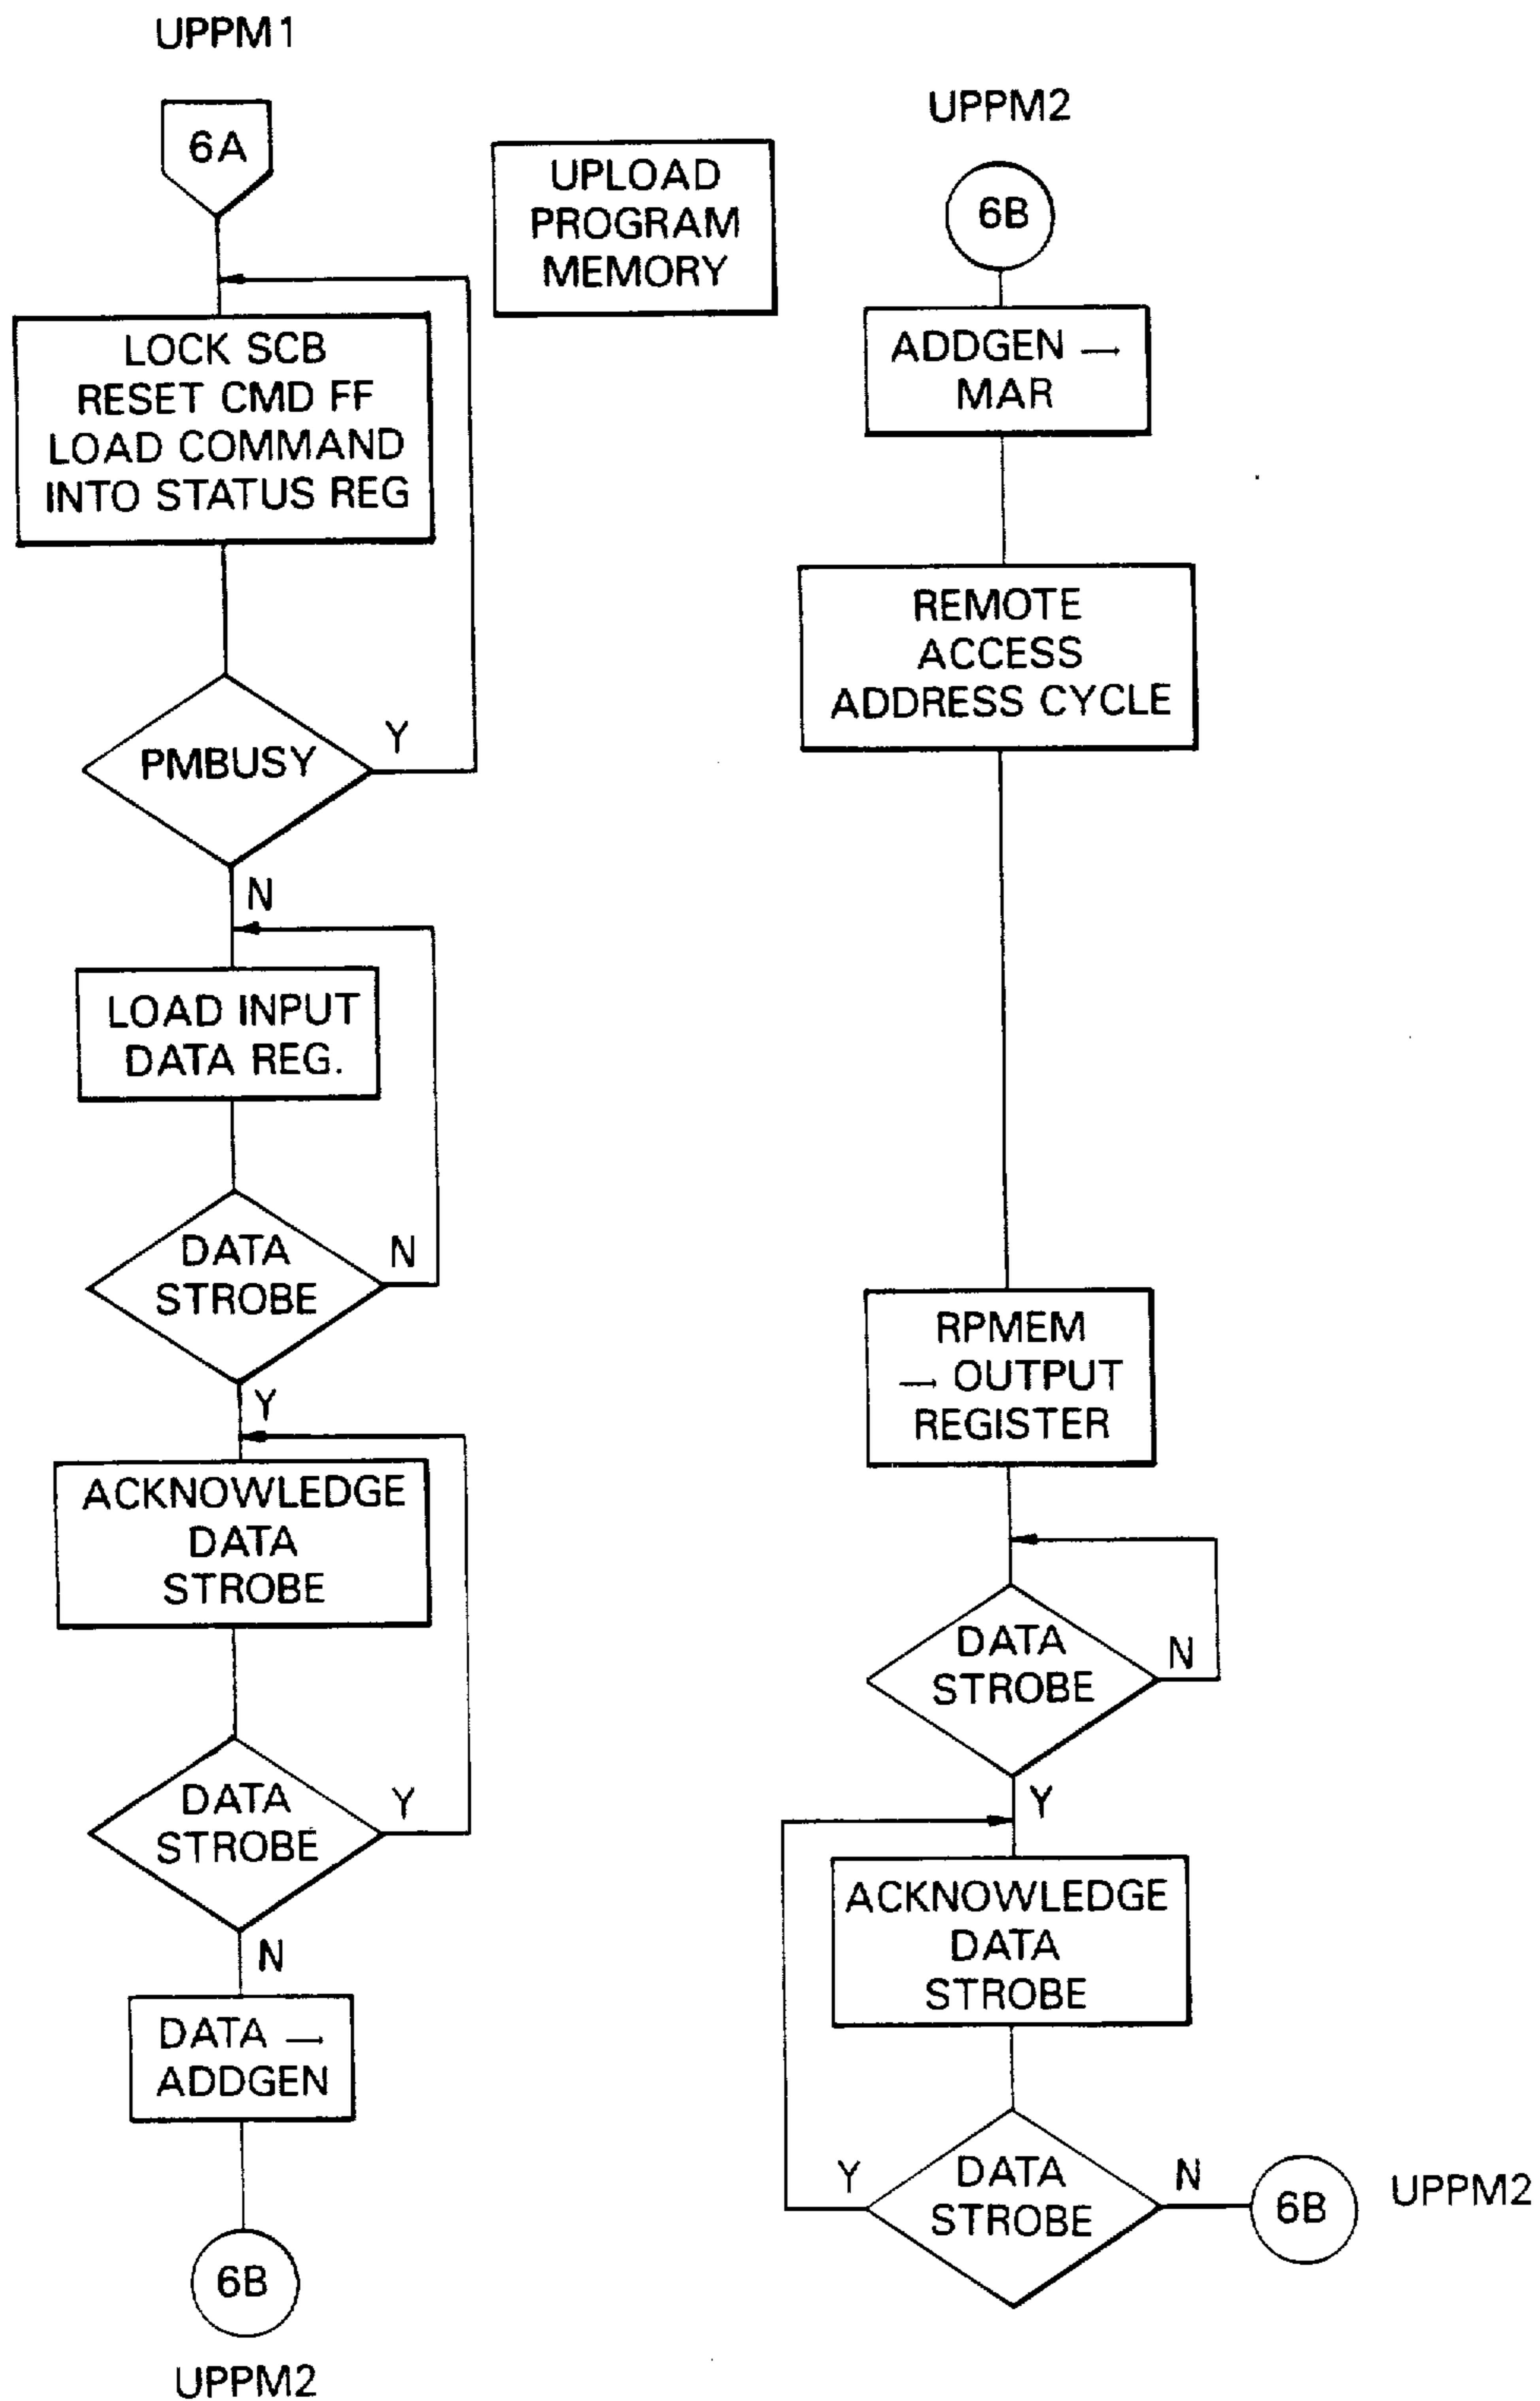 UPPM1
6A
UPLOAD
PROGRAM
MEMORY
LOCK SCB
RESET CMD FF
LOAD COMMAND
INTO STATUS REG
PMBUSY
Y
N
LOAD INPUT
DATA REG.
DATA
STROBE
N
Y
ACKNOWLEDGE
DATA
STROBE
DATA
STROBE
Y
N
DATA →
ADDGEN
6B
UPPM2
UPPM2
6B
ADDGEN →
MAR
REMOTE
ACCESS
ADDRESS CYCLE
RPMEM
→ OUTPUT
REGISTER
DATA
STROBE
N
Y
ACKNOWLEDGE
DATA
STROBE
DATA
STROBE
Y
N
6B
UPPM2